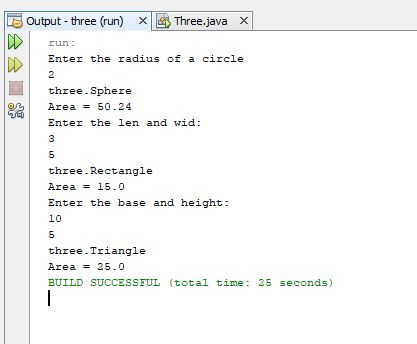 Output - three (run) Three.java
run:
Enter the radius of a circle
2
three.Sphere
Area = 50.24
Enter the len and wid:
3
5
three.Rectangle
Area = 15.0
Enter the base and height:
10
5
three.Triangle
Area = 25.0
BUILD SUCCESSFUL (total time: 25 seconds)